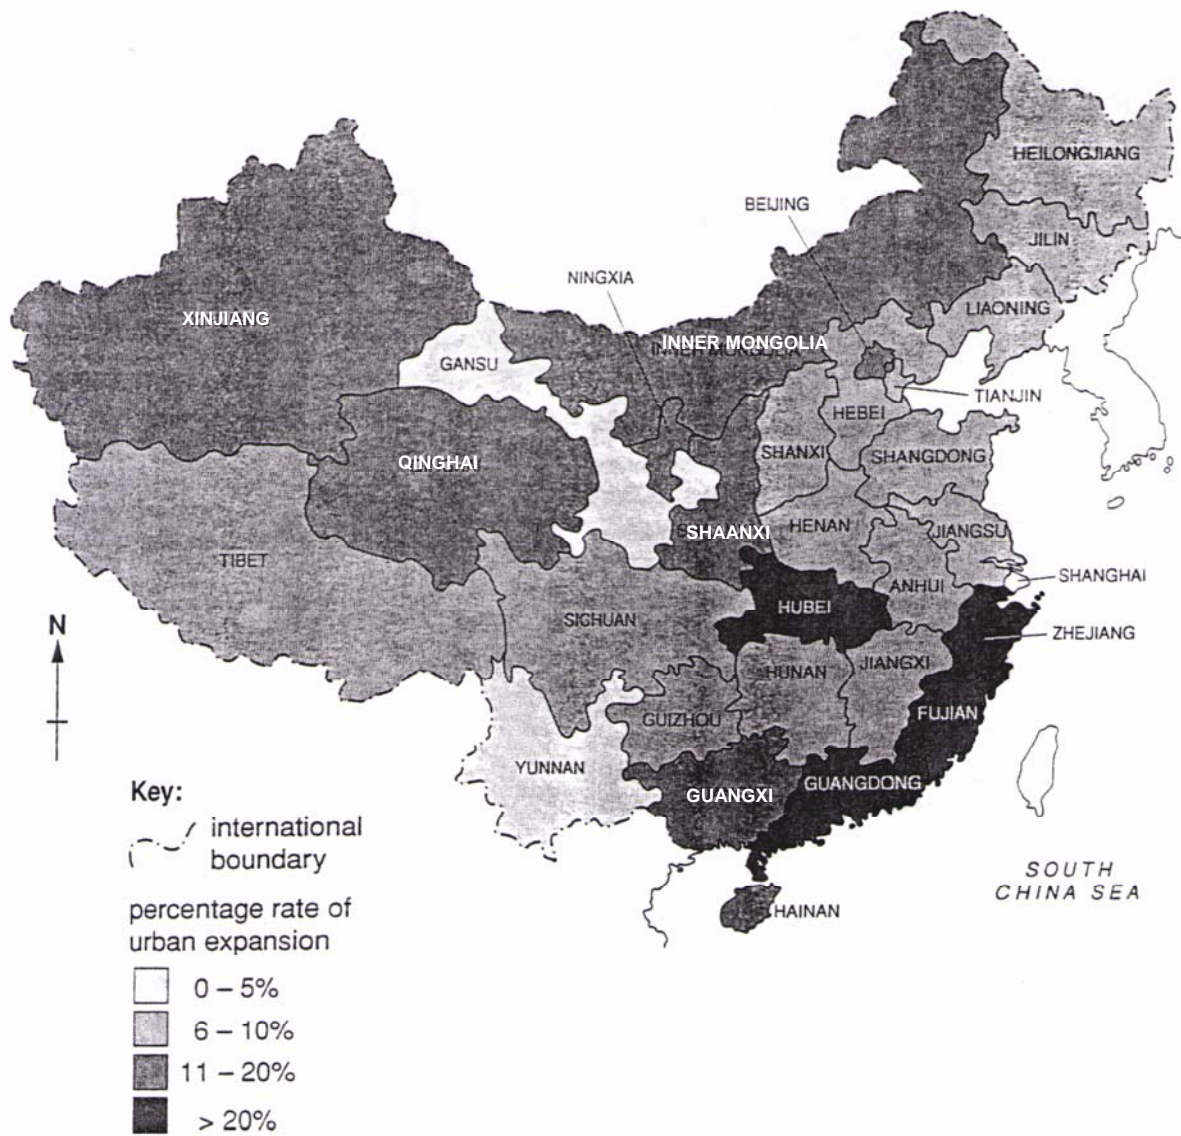 HEILONGJIANG
BEIJING
JILIN
NINGXIA
LIAONING
XINJIANG
INNER MONGOLIA
GANSU
TIANJIN
HEBEI
SHANXI
SHANGDONG
QINGHAI
HENAN
JIANGSU
SHAANXI
TIBET
SHANGHAI
ANHUI
HUBEI
SICHUAN
N
ZHEJIANG
JIANGXI
HUNAN
FUJIAN
GUIZHOU
YUNNAN
GUANGDONG
GUANGXI
Key:
international
boundary
SOUTH
CHINA SEA
HAINAN
percentage rate of
urban expansion
0 – 5%
6 – 10%
11 – 20%
> 20%